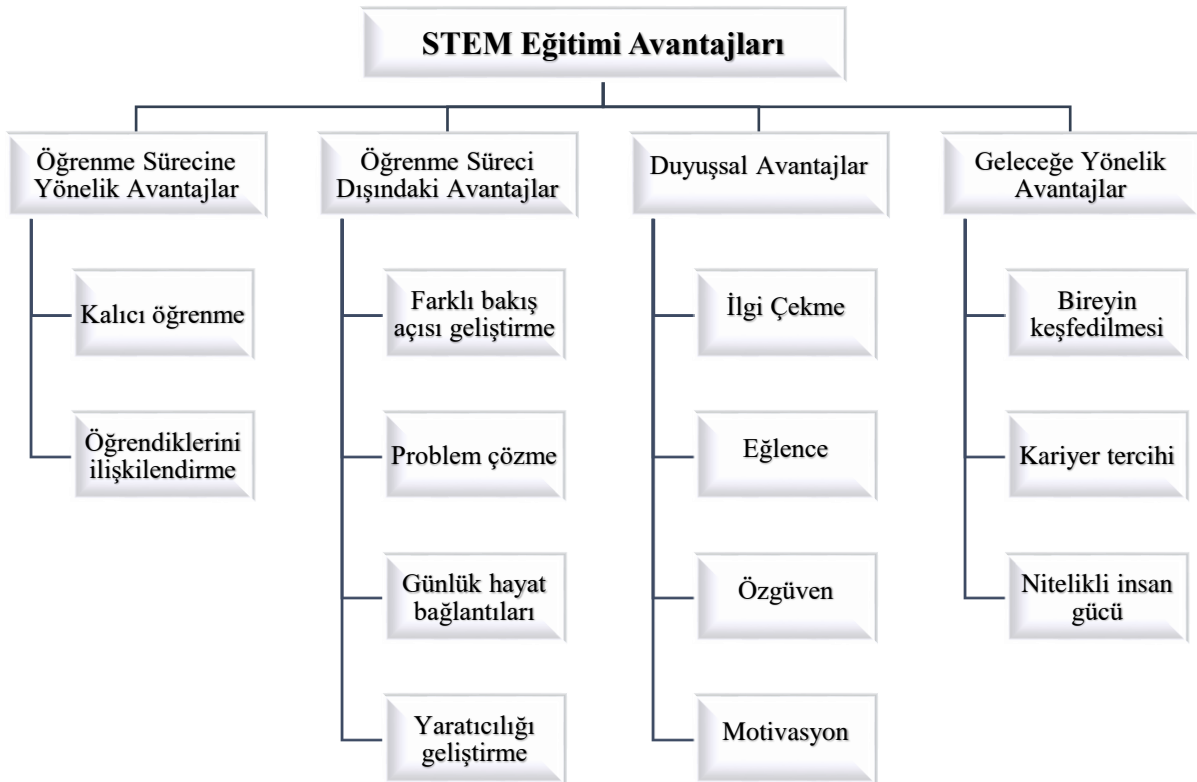 STEM Eğitimi Avantajları
Öğrenme Sürecine
Yönelik Avantajlar
Kalıcı öğrenme
Öğrendiklerini
ilişkilendirme
Öğrenme Süreci
Dışındaki Avantajlar
Farklı bakış
açısı geliştirme
Problem çözme
Günlük hayat
bağlantıları
Yaratıcılığı
geliştirme
Duyuşsal Avantajlar
İlgi Çekme
Eğlence
Özgüven
Motivasyon
Geleceğe Yönelik
Avantajlar
Bireyin
keşfedilmesi
Kariyer tercihi
Nitelikli insan
gücü